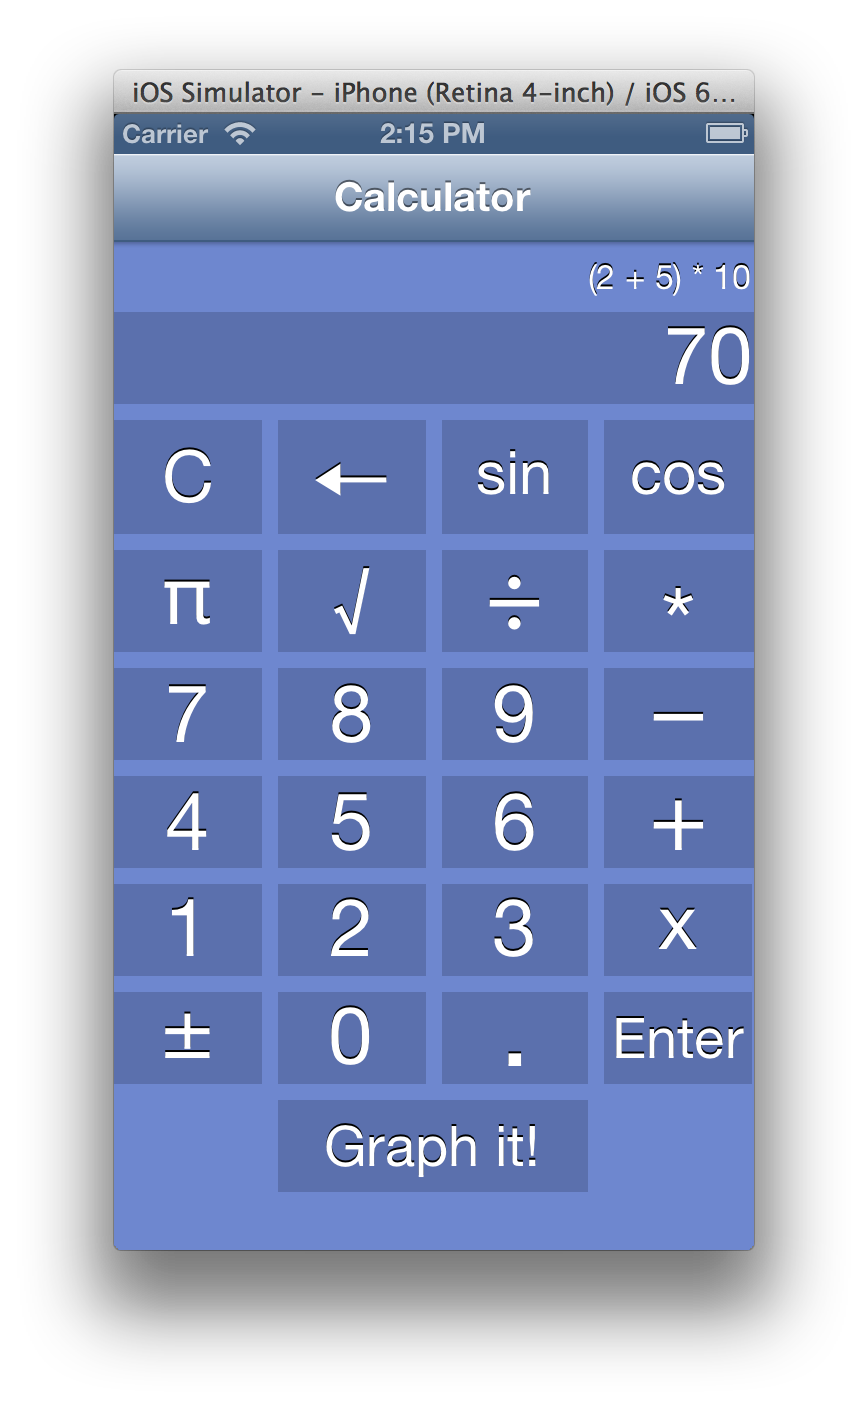 iOS Simulator – iPhone (Retina 4-inch) / iOS 6...
Carrier 2:15 PM
Calculator
(2 + 5) * 10
70
C ← sin cos
π √ ÷ *
7 8 9 −
4 5 6 +
1 2 3 x
± 0 . Enter
Graph it!